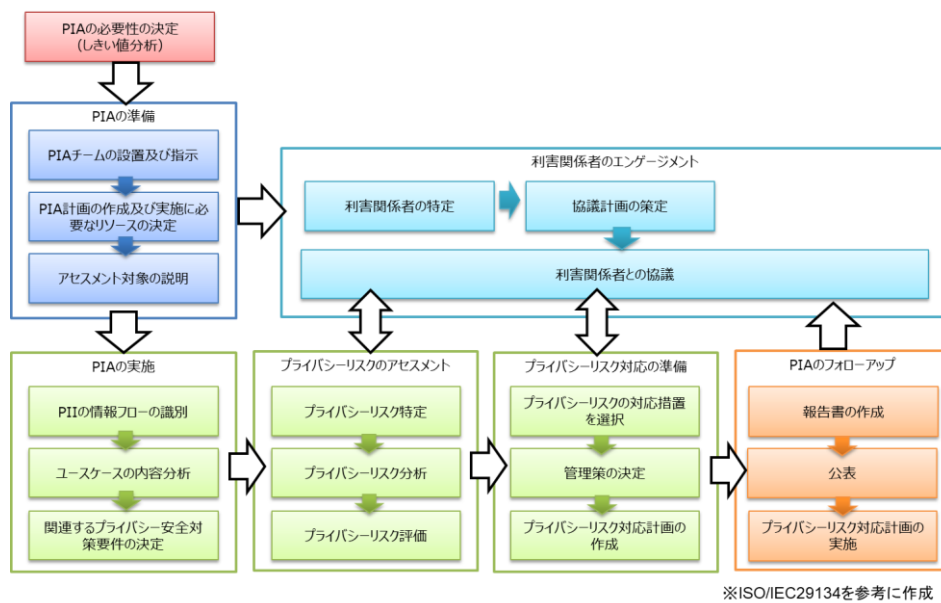 PIAの必要性の決定
(しきい値分析)
PIAの準備
PIAチームの設置及び指示
PIA計画の作成及び実施に必
要なリソースの決定
アセスメント対象の説明
利害関係者のエンゲージメント
利害関係者の特定
協議計画の策定
利害関係者との協議
PIAの実施
PIIの情報フローの識別
ユースケースの内容分析
関連するプライバシー安全対
策要件の決定
プライバシーリスクのアセスメント
プライバシーリスク特定
プライバシーリスク分析
プライバシーリスク評価
プライバシーリスク対応の準備
プライバシーリスクの対応措置
を選択
管理策の決定
プライバシーリスク対応計画の
作成
PIAのフォローアップ
報告書の作成
公表
プライバシーリスク対応計画の
実施
※ISO/IEC29134を参考に作成